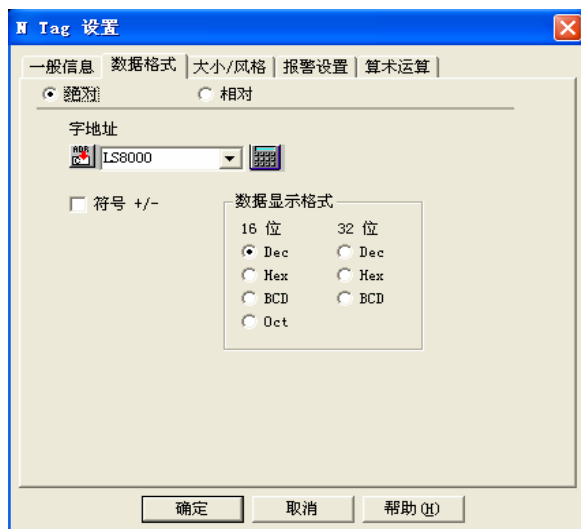 N Tag 设置
一般信息 数据格式 大小/风格 报警设置 算术运算
绝对 相对
字地址
ADR LS8000
符号 +/-
数据显示格式
16 位 32 位
Dec Dec
Hex Hex
BCD BCD
Oct
确定 取消 帮助(H)